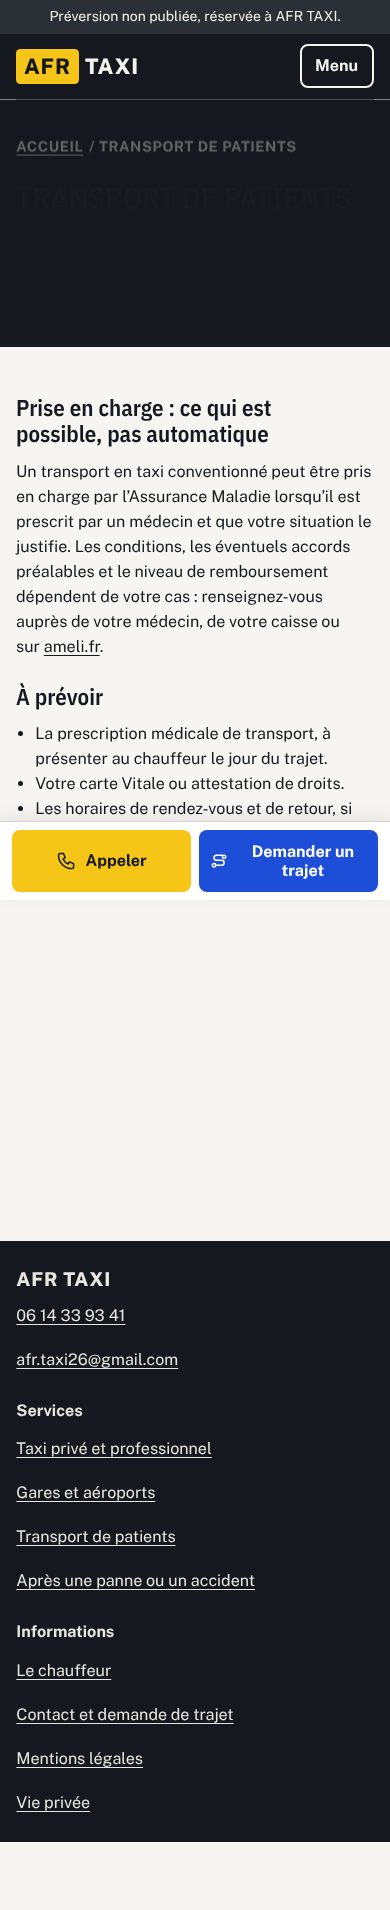 Préversion non publiée, réservée à AFR TAXI.
AFR TAXI
Menu
ACCUEIL / TRANSPORT DE PATIENTS
TRANSPORT DE PATIENTS
Prise en charge : ce qui est
possible, pas automatique
Un transport en taxi conventionné peut être pris
en charge par l’Assurance Maladie lorsqu’il est
prescrit par un médecin et que votre situation le
justifie. Les conditions, les éventuels accords
préalables et le niveau de remboursement
dépendent de votre cas : renseignez-vous
auprès de votre médecin, de votre caisse ou
sur ameli.fr.
À prévoir
• La prescription médicale de transport, à
présenter au chauffeur le jour du trajet.
• Votre carte Vitale ou attestation de droits.
• Les horaires de rendez-vous et de retour, si
Appeler
Demander un
trajet
AFR TAXI
06 14 33 93 41
afr.taxi26@gmail.com
Services
Taxi privé et professionnel
Gares et aéroports
Transport de patients
Après une panne ou un accident
Informations
Le chauffeur
Contact et demande de trajet
Mentions légales
Vie privée